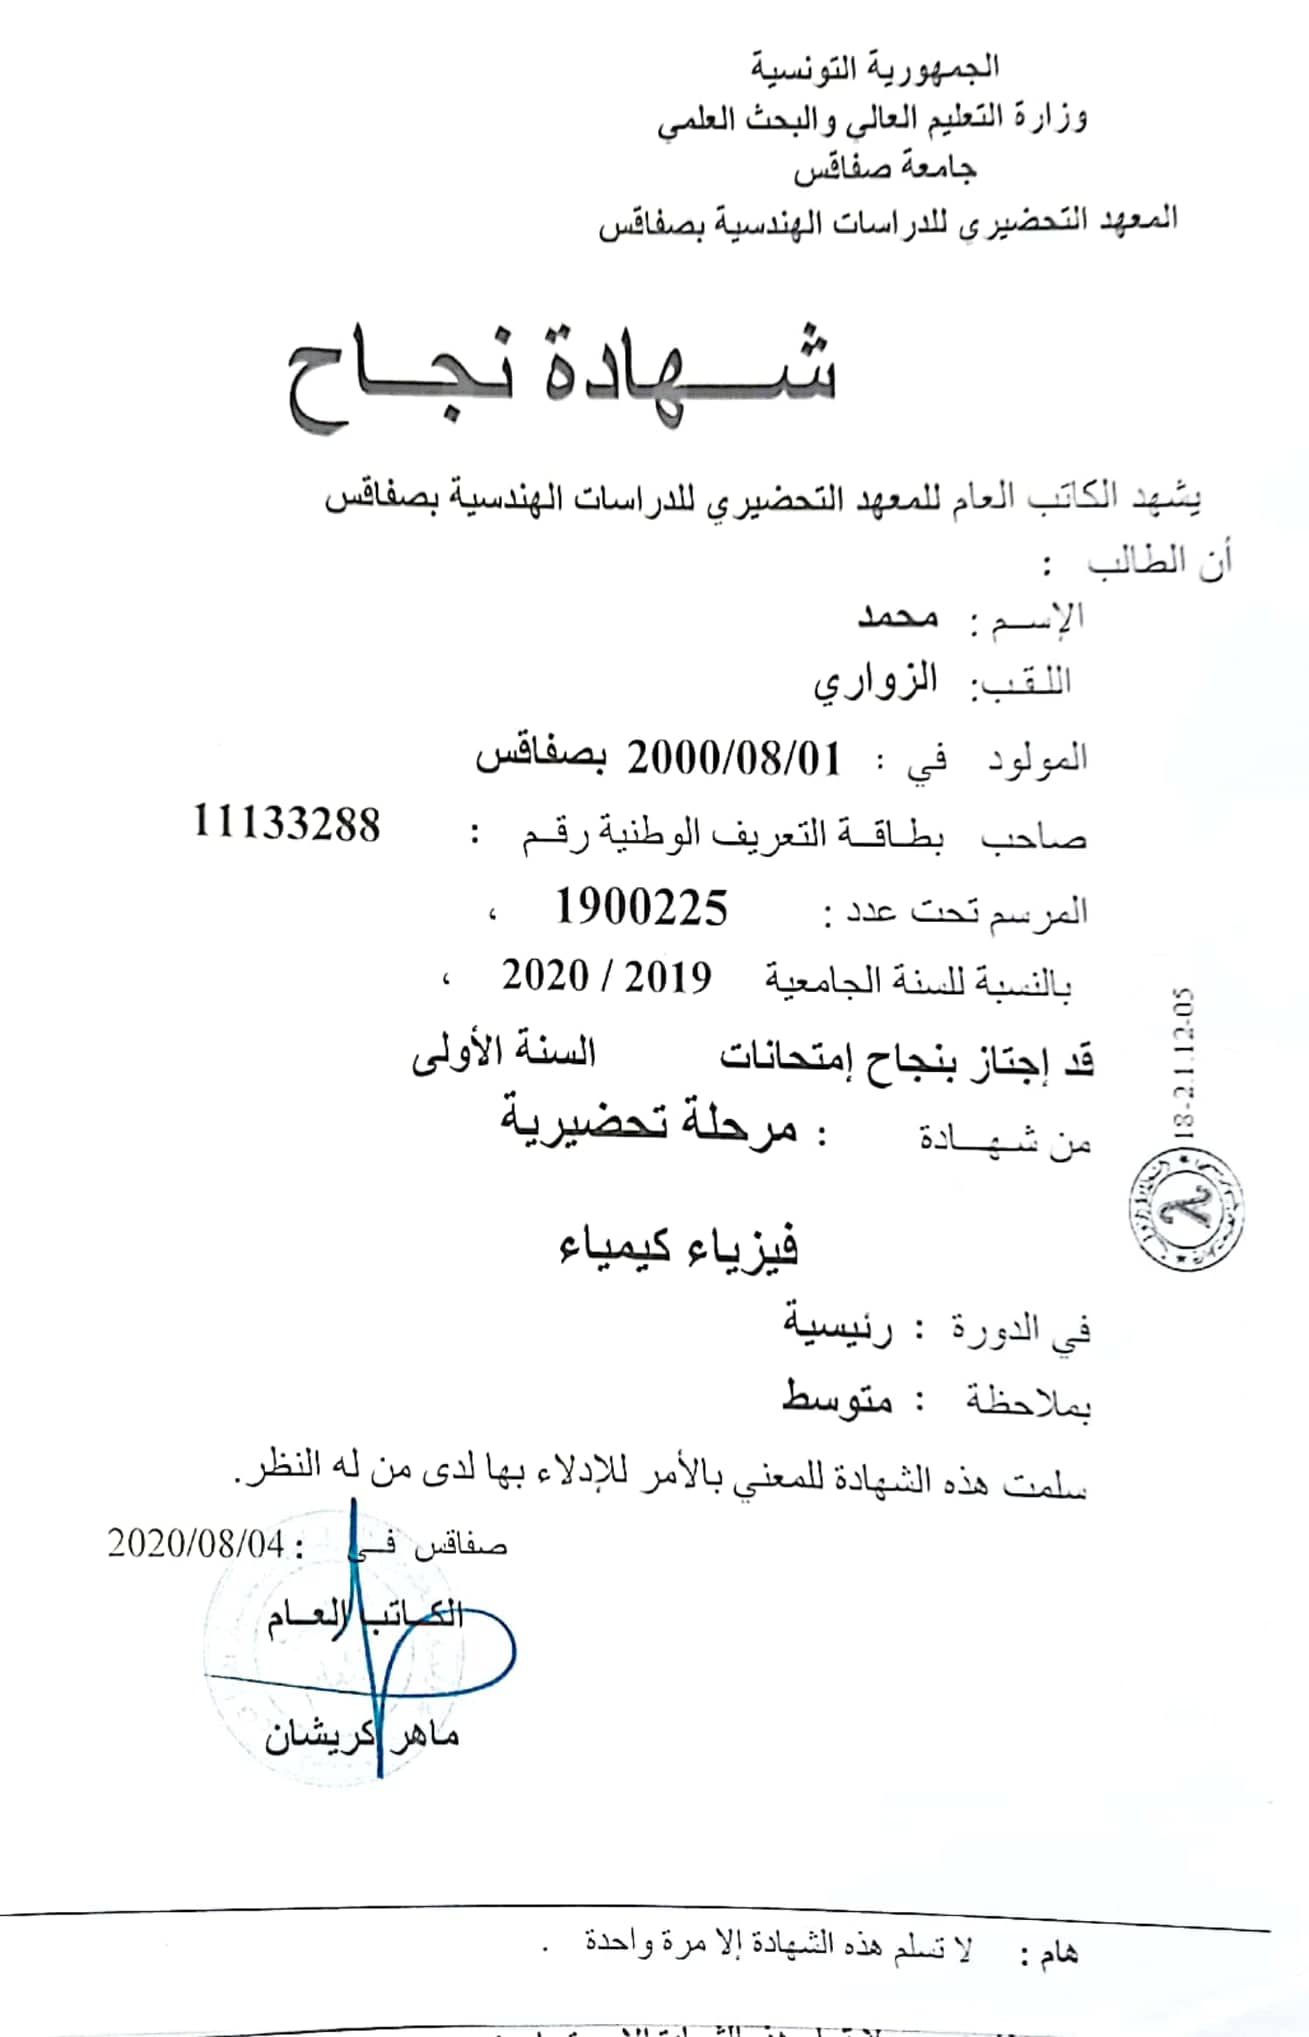 الجمهورية التونسية
وزارة التعليم العالي والبحث العلمي
جامعة صفاقس
المعهد التحضيري للدراسات الهندسية بصفاقس
شهادة نجاح
يشهد الكاتب العام للمعهد التحضيري للدراسات الهندسية بصفاقس
أن الطالب :
الإسم : محمد
اللقب: الزواري
المولود في : 2000/08/01 بصفاقس
صاحب بطاقة التعريف الوطنية رقم : 11133288
المرسم تحت عدد : 1900225 ،
بالنسبة للسنة الجامعية 2019 / 2020 ،
قد إجتاز بنجاح إمتحانات السنة الأولى
من شهادة : مرحلة تحضيرية
فيزياء كيمياء
في الدورة : رئيسية
بملاحظة : متوسط
سلمت هذه الشهادة للمعني بالأمر للإدلاء بها لدى من له النظر.
صفاقس في : 2020/08/04
الكاتب العام
ماهر كريشان
18-2.1.12-05
هام : لا تسلم هذه الشهادة إلا مرة واحدة .